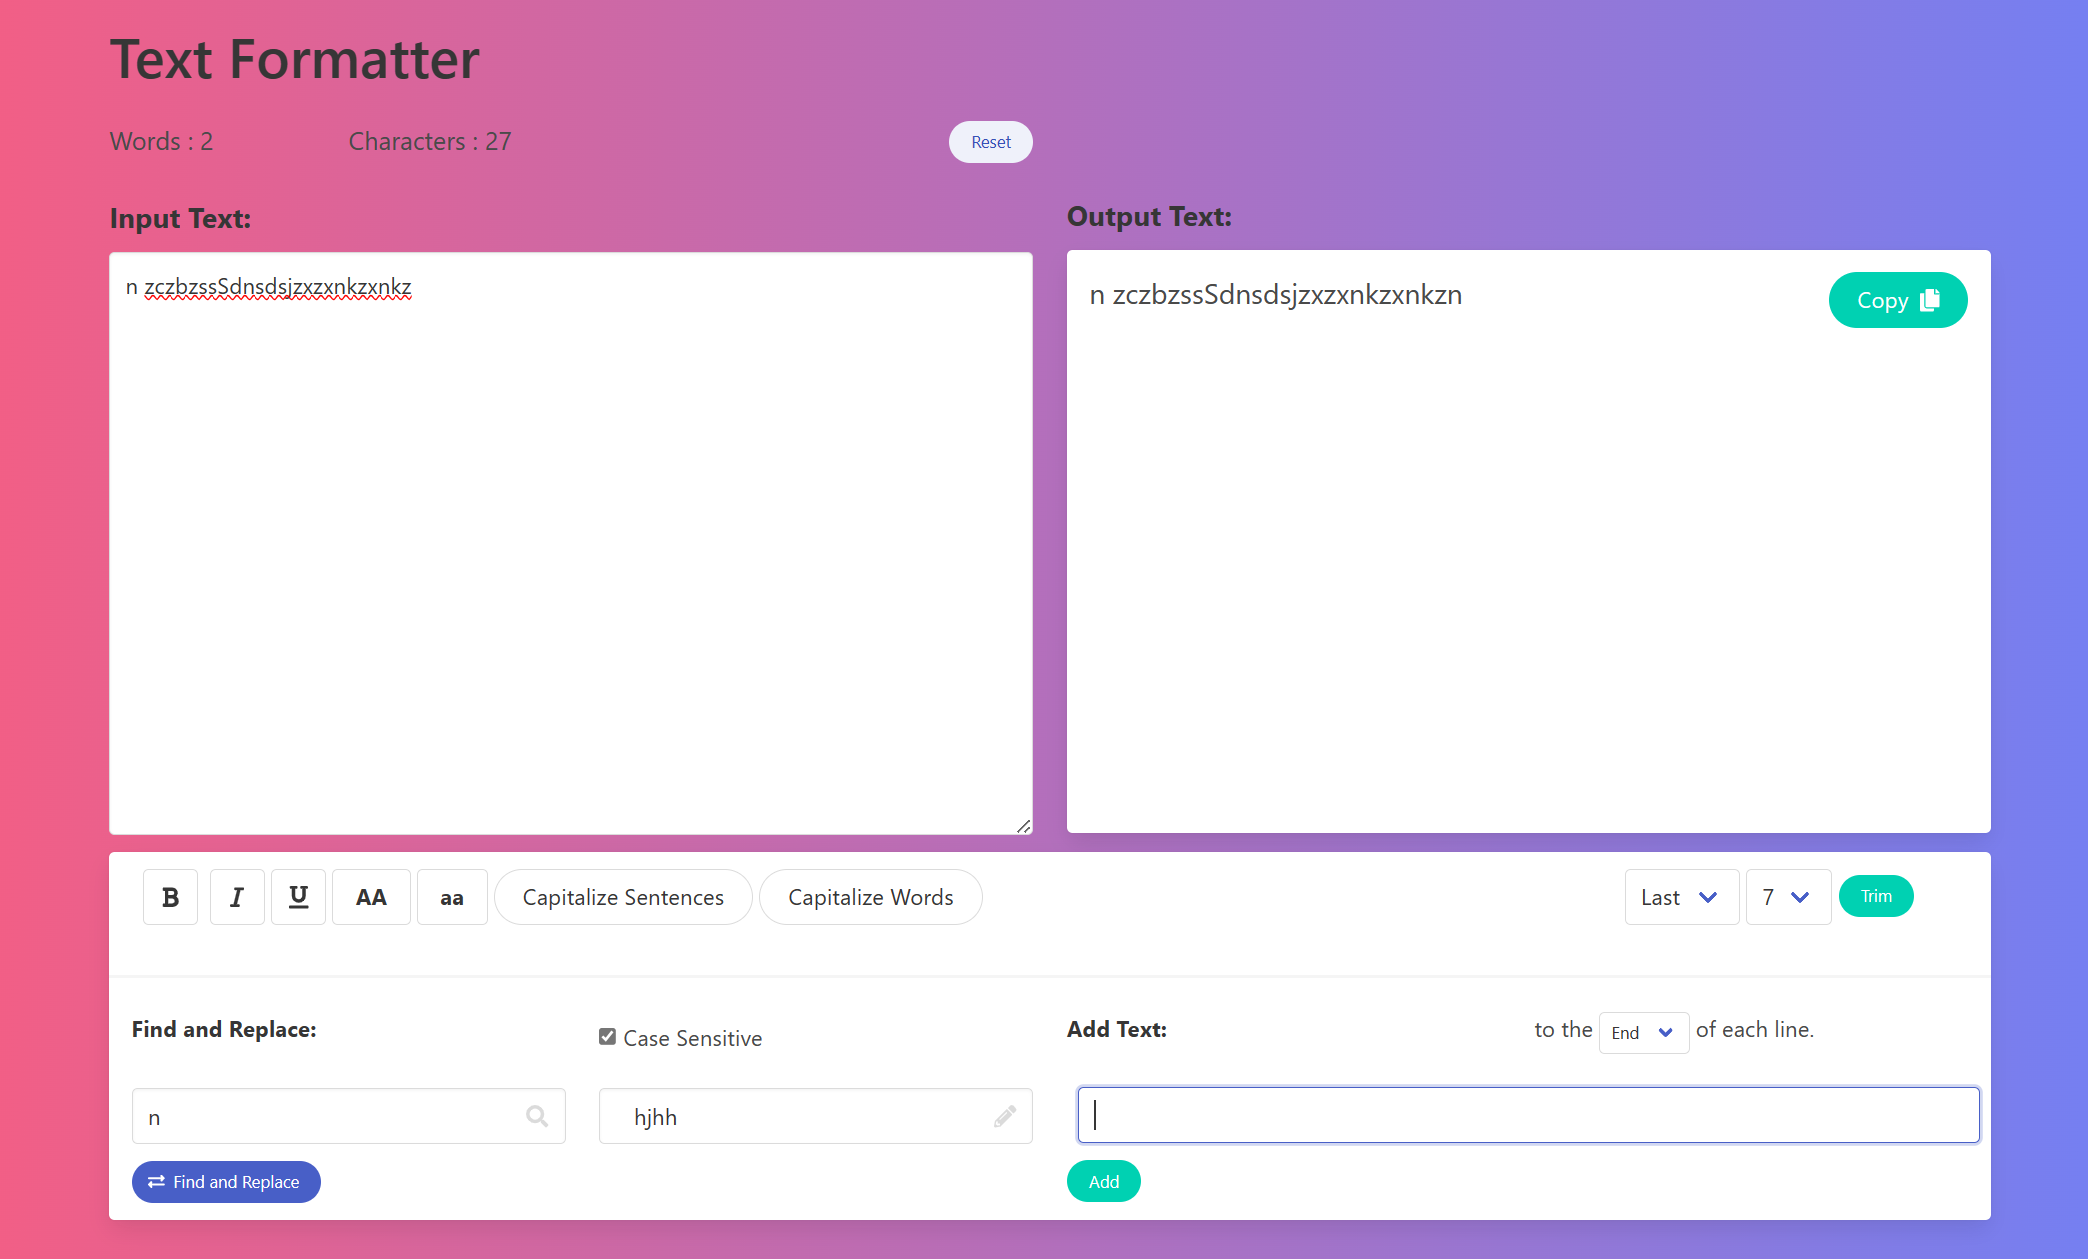 Text Formatter
Words : 2 Characters : 27 Reset
Input Text:
n zczbzssSdnsdsjzxzxnkzxnkz
Output Text:
n zczbzssSdnsdsjzxzxnkzxnkzn
Copy
B I U AA aa Capitalize Sentences Capitalize Words Last 7 Trim
Find and Replace: Case Sensitive
n hjhh
Find and Replace
Add Text: to the End of each line.
Add